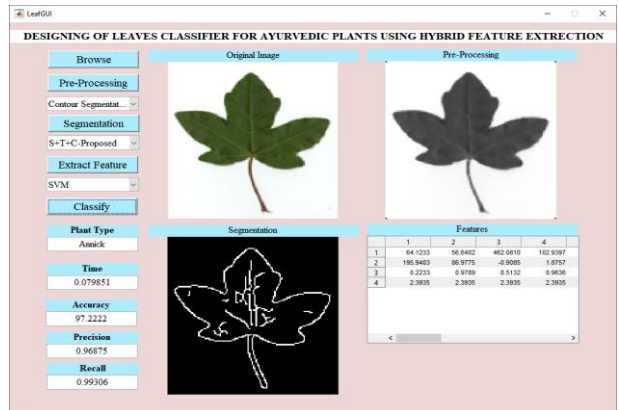 LeafGUI
DESIGNING OF LEAVES CLASSIFIER FOR AYURVEDIC PLANTS USING HYBRID FEATURE EXTRECTION
Browse
Pre-Processing
Contour Segmentat...
Segmentation
S+T+C-Proposed
Extract Feature
SVM
Classify
Plant Type
Annick
Time
0.079851
Accuracy
97.2222
Precision
0.96875
Recall
0.99306
Original Image
Pre-Processing
Segmentation
Features
1 2 3 4
1 64.1233 56.6402 462.0810 102.9397
2 195.9403 86.9775 -0.9085 1.8757
3 0.2233 0.9789 0.5132 0.9636
4 2.3935 2.3935 2.3935 2.3935